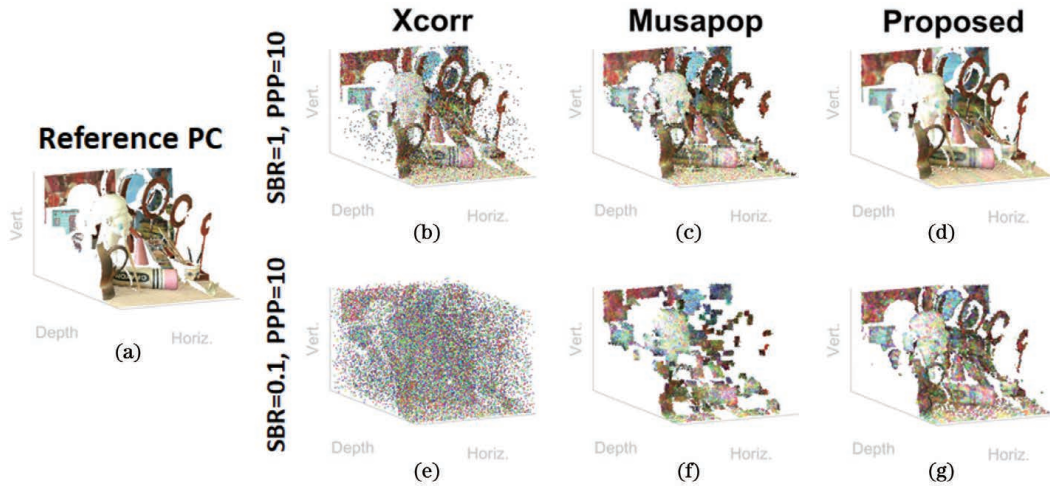 Xcorr
Musapop
Proposed
Reference PC
Vert.
Depth
Horiz.
(a)
SBR=1, PPP=10
Vert.
Depth
Horiz.
(b)
Vert.
Depth
Horiz.
(c)
Vert.
Depth
Horiz.
(d)
SBR=0.1, PPP=10
Vert.
Depth
Horiz.
(e)
Vert.
Depth
Horiz.
(f)
Vert.
Depth
Horiz.
(g)